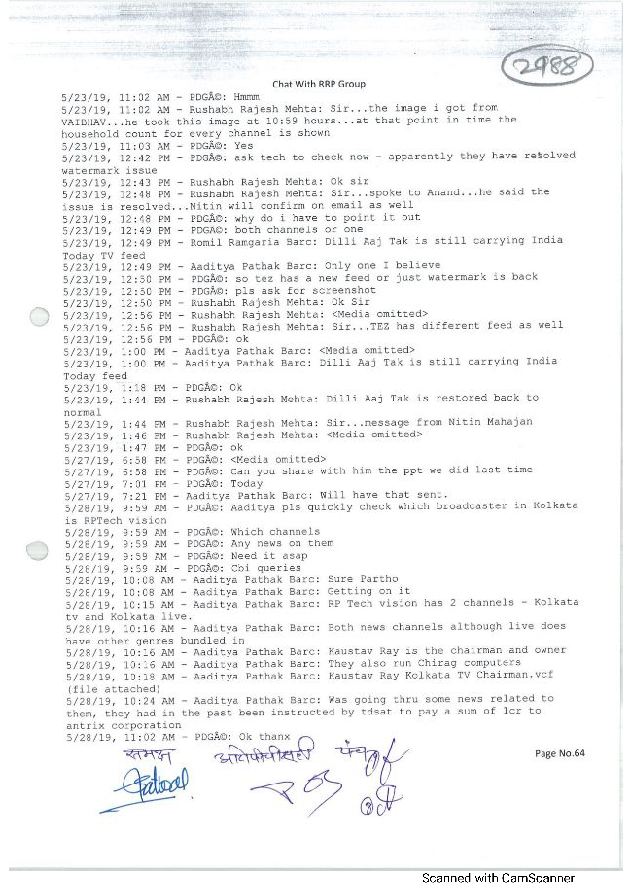 2988
Chat With RRP Group
5/23/19, 11:02 AM - PDGÂ©: Hmmm
5/23/19, 11:02 AM - Rushabh Rajesh Mehta: Sir...the image i got from
VAIBHAV...he took this image at 10:59 hours...at that point in time the
household count for every channel is shown
5/23/19, 11:03 AM - PDGÂ©: Yes
5/23/19, 12:42 PM - PDGÂ©: ask tech to check now - apparently they have resolved
watermark issue
5/23/19, 12:43 PM - Rushabh Rajesh Mehta: Ok sir
5/23/19, 12:48 PM - Rushabh Rajesh Mehta: Sir...spoke to Anand...he said the
issue is resolved...Nitin will confirm on email as well
5/23/19, 12:48 PM - PDGÂ©: why do i have to point it out
5/23/19, 12:49 PM - PDGÂ©: both channels or one
5/23/19, 12:49 PM - Romil Ramgaria Barc: Dilli Aaj Tak is still carrying India
Today TV feed
5/23/19, 12:49 PM - Aaditya Pathak Barc: Only one I believe
5/23/19, 12:50 PM - PDGÂ©: so tez has a new feed or just watermark is back
5/23/19, 12:50 PM - PDGÂ©: pls ask for screenshot
5/23/19, 12:50 PM - Rushabh Rajesh Mehta: Ok Sir
5/23/19, 12:56 PM - Rushabh Rajesh Mehta: <Media omitted>
5/23/19, 12:56 PM - Rushabh Rajesh Mehta: Sir...TEZ has different feed as well
5/23/19, 12:56 PM - PDGÂ©: ok
5/23/19, 1:00 PM - Aaditya Pathak Barc: <Media omitted>
5/23/19, 1:00 PM - Aaditya Pathak Barc: Dilli Aaj Tak is still carrying India
Today feed
5/23/19, 1:18 PM - PDGÂ©: Ok
5/23/19, 1:44 PM - Rushabh Rajesh Mehta: Dilli Aaj Tak is restored back to
normal
5/23/19, 1:44 PM - Rushabh Rajesh Mehta: Sir...message from Nitin Mahajan
5/23/19, 1:46 PM - Rushabh Rajesh Mehta: <Media omitted>
5/23/19, 1:47 PM - PDGÂ©: ok
5/27/19, 6:58 PM - PDGÂ©: <Media omitted>
5/27/19, 6:58 PM - PDGÂ©: Can you share with him the ppt we did last time
5/27/19, 7:01 PM - PDGÂ©: Today
5/27/19, 7:21 PM - Aaditya Pathak Barc: Will have that sent.
5/28/19, 9:59 AM - PDGÂ©: Aaditya pls quickly check which broadcaster in Kolkata
is RPTech vision
5/28/19, 9:59 AM - PDGÂ©: Which channels
5/28/19, 9:59 AM - PDGÂ©: Any news on them
5/28/19, 9:59 AM - PDGÂ©: Need it asap
5/28/19, 9:59 AM - PDGÂ©: Cbi queries
5/28/19, 10:08 AM - Aaditya Pathak Barc: Sure Partho
5/28/19, 10:08 AM - Aaditya Pathak Barc: Getting on it
5/28/19, 10:15 AM - Aaditya Pathak Barc: RP Tech vision has 2 channels - Kolkata
tv and Kolkata live.
5/28/19, 10:16 AM - Aaditya Pathak Barc: Both news channels although live does
have other genres bundled in
5/28/19, 10:16 AM - Aaditya Pathak Barc: Kaustav Ray is the chairman and owner
5/28/19, 10:16 AM - Aaditya Pathak Barc: They also run Chirag computers
5/28/19, 10:18 AM - Aaditya Pathak Barc: Kaustav Ray Kolkata TV Chairman.vcf
(file attached)
5/28/19, 10:24 AM - Aaditya Pathak Barc: Was going thru some news related to
them, they had in the past been instructed by tdsat to pay a sum of 1cr to
antrix corporation
5/28/19, 11:02 AM - PDGÂ©: Ok thanx
समक्ष
Page No.64
Scanned with CamScanner